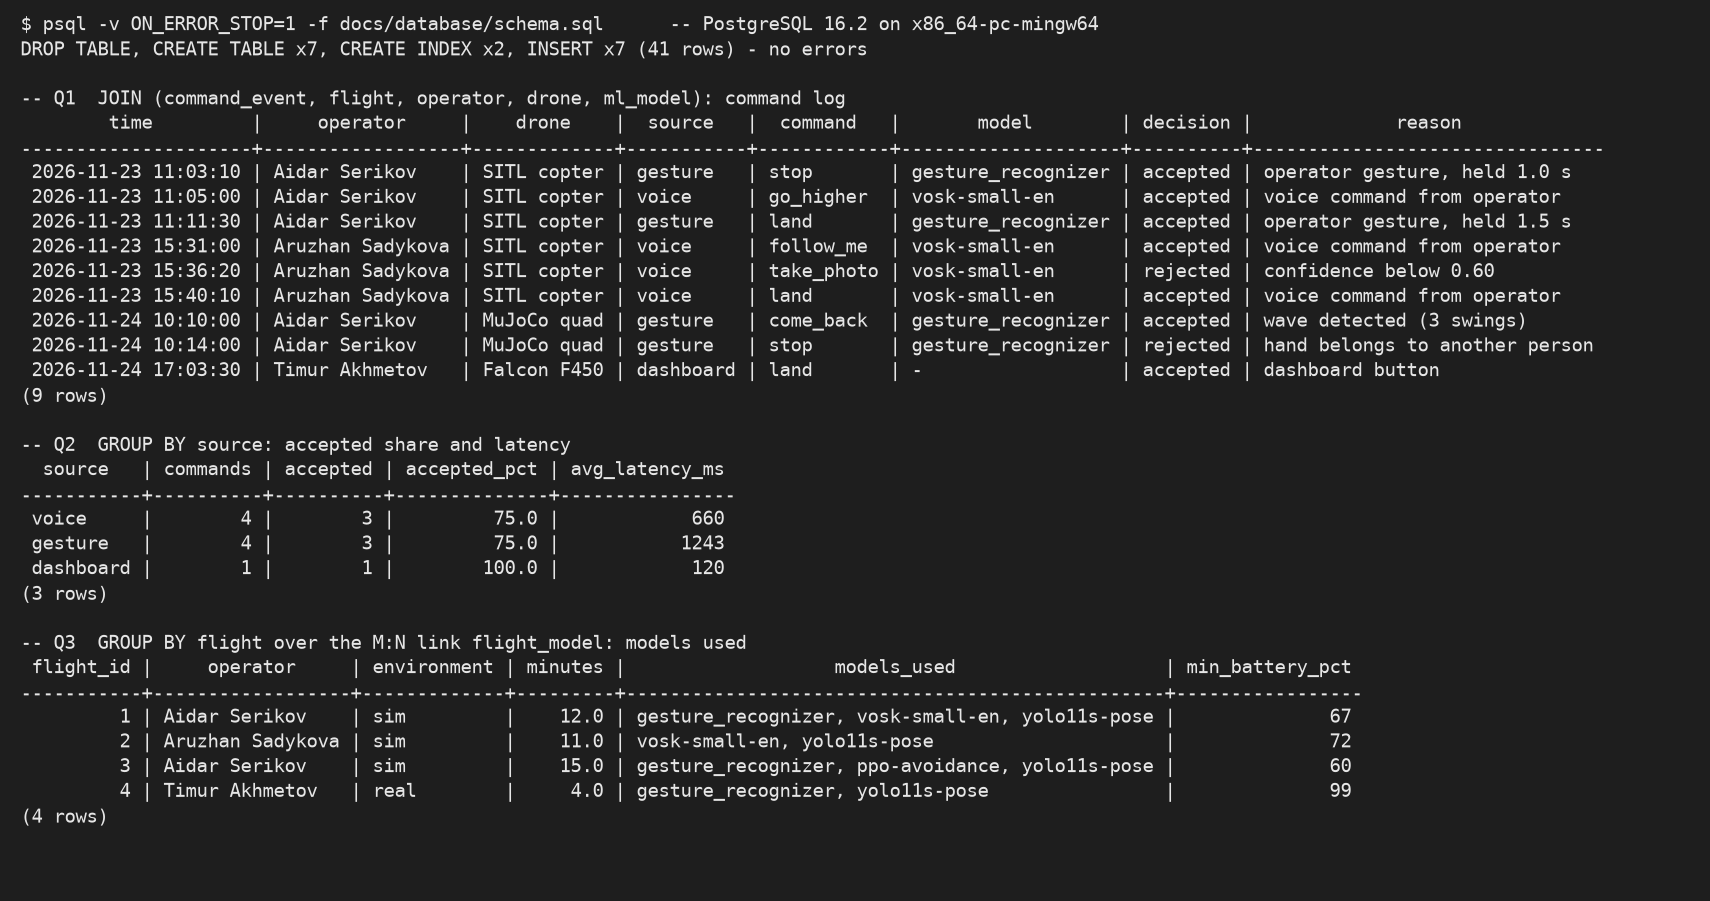 $ psql -v ON_ERROR_STOP=1 -f docs/database/schema.sql      -- PostgreSQL 16.2 on x86_64-pc-mingw64
DROP TABLE, CREATE TABLE x7, CREATE INDEX x2, INSERT x7 (41 rows) - no errors

-- Q1  JOIN (command_event, flight, operator, drone, ml_model): command log
        time         |     operator     |    drone    |  source   |  command   |       model        | decision |             reason
---------------------+------------------+-------------+-----------+------------+--------------------+----------+--------------------------------
 2026-11-23 11:03:10 | Aidar Serikov    | SITL copter | gesture   | stop       | gesture_recognizer | accepted | operator gesture, held 1.0 s
 2026-11-23 11:05:00 | Aidar Serikov    | SITL copter | voice     | go_higher  | vosk-small-en      | accepted | voice command from operator
 2026-11-23 11:11:30 | Aidar Serikov    | SITL copter | gesture   | land       | gesture_recognizer | accepted | operator gesture, held 1.5 s
 2026-11-23 15:31:00 | Aruzhan Sadykova | SITL copter | voice     | follow_me  | vosk-small-en      | accepted | voice command from operator
 2026-11-23 15:36:20 | Aruzhan Sadykova | SITL copter | voice     | take_photo | vosk-small-en      | rejected | confidence below 0.60
 2026-11-23 15:40:10 | Aruzhan Sadykova | SITL copter | voice     | land       | vosk-small-en      | accepted | voice command from operator
 2026-11-24 10:10:00 | Aidar Serikov    | MuJoCo quad | gesture   | come_back  | gesture_recognizer | accepted | wave detected (3 swings)
 2026-11-24 10:14:00 | Aidar Serikov    | MuJoCo quad | gesture   | stop       | gesture_recognizer | rejected | hand belongs to another person
 2026-11-24 17:03:30 | Timur Akhmetov   | Falcon F450 | dashboard | land       | -                  | accepted | dashboard button
(9 rows)

-- Q2  GROUP BY source: accepted share and latency
  source   | commands | accepted | accepted_pct | avg_latency_ms
-----------+----------+----------+--------------+----------------
 voice     |        4 |        3 |         75.0 |            660
 gesture   |        4 |        3 |         75.0 |           1243
 dashboard |        1 |        1 |        100.0 |            120
(3 rows)

-- Q3  GROUP BY flight over the M:N link flight_model: models used
 flight_id |     operator     | environment | minutes |                   models_used                   | min_battery_pct
-----------+------------------+-------------+---------+-------------------------------------------------+-----------------
         1 | Aidar Serikov    | sim         |    12.0 | gesture_recognizer, vosk-small-en, yolo11s-pose |              67
         2 | Aruzhan Sadykova | sim         |    11.0 | vosk-small-en, yolo11s-pose                     |              72
         3 | Aidar Serikov    | sim         |    15.0 | gesture_recognizer, ppo-avoidance, yolo11s-pose |              60
         4 | Timur Akhmetov   | real        |     4.0 | gesture_recognizer, yolo11s-pose                |              99
(4 rows)